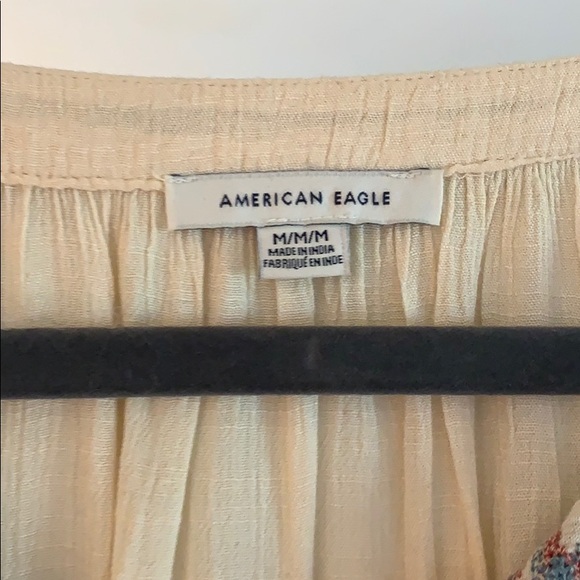 AMERICAN EAGLE
M/M/M
MADE IN INDIA
FABRIQUÉ EN INDE